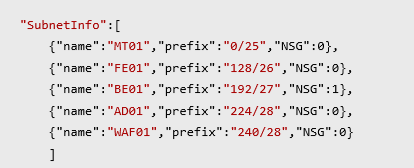 "SubnetInfo":[
{"name":"MT01","prefix":"0/25","NSG":0},
{"name":"FE01","prefix":"128/26","NSG":0},
{"name":"BE01","prefix":"192/27","NSG":1},
{"name":"AD01","prefix":"224/28","NSG":0},
{"name":"WAF01","prefix":"240/28","NSG":0}
]